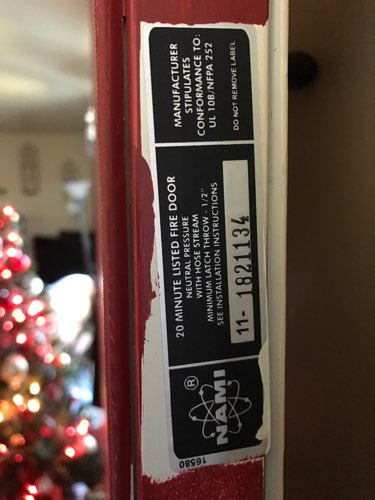 MANUFACTURER
STIPULATES
CONFORMANCE TO:
UL 10B/NFPA 252
DO NOT REMOVE LABEL
20 MINUTE LISTED FIRE DOOR
NEUTRAL PRESSURE
WITH HOSE STREAM
MINIMUM LATCH THROW - 1/2"
SEE INSTALLATION INSTRUCTIONS
11- 1821134
®
NAMI
16580